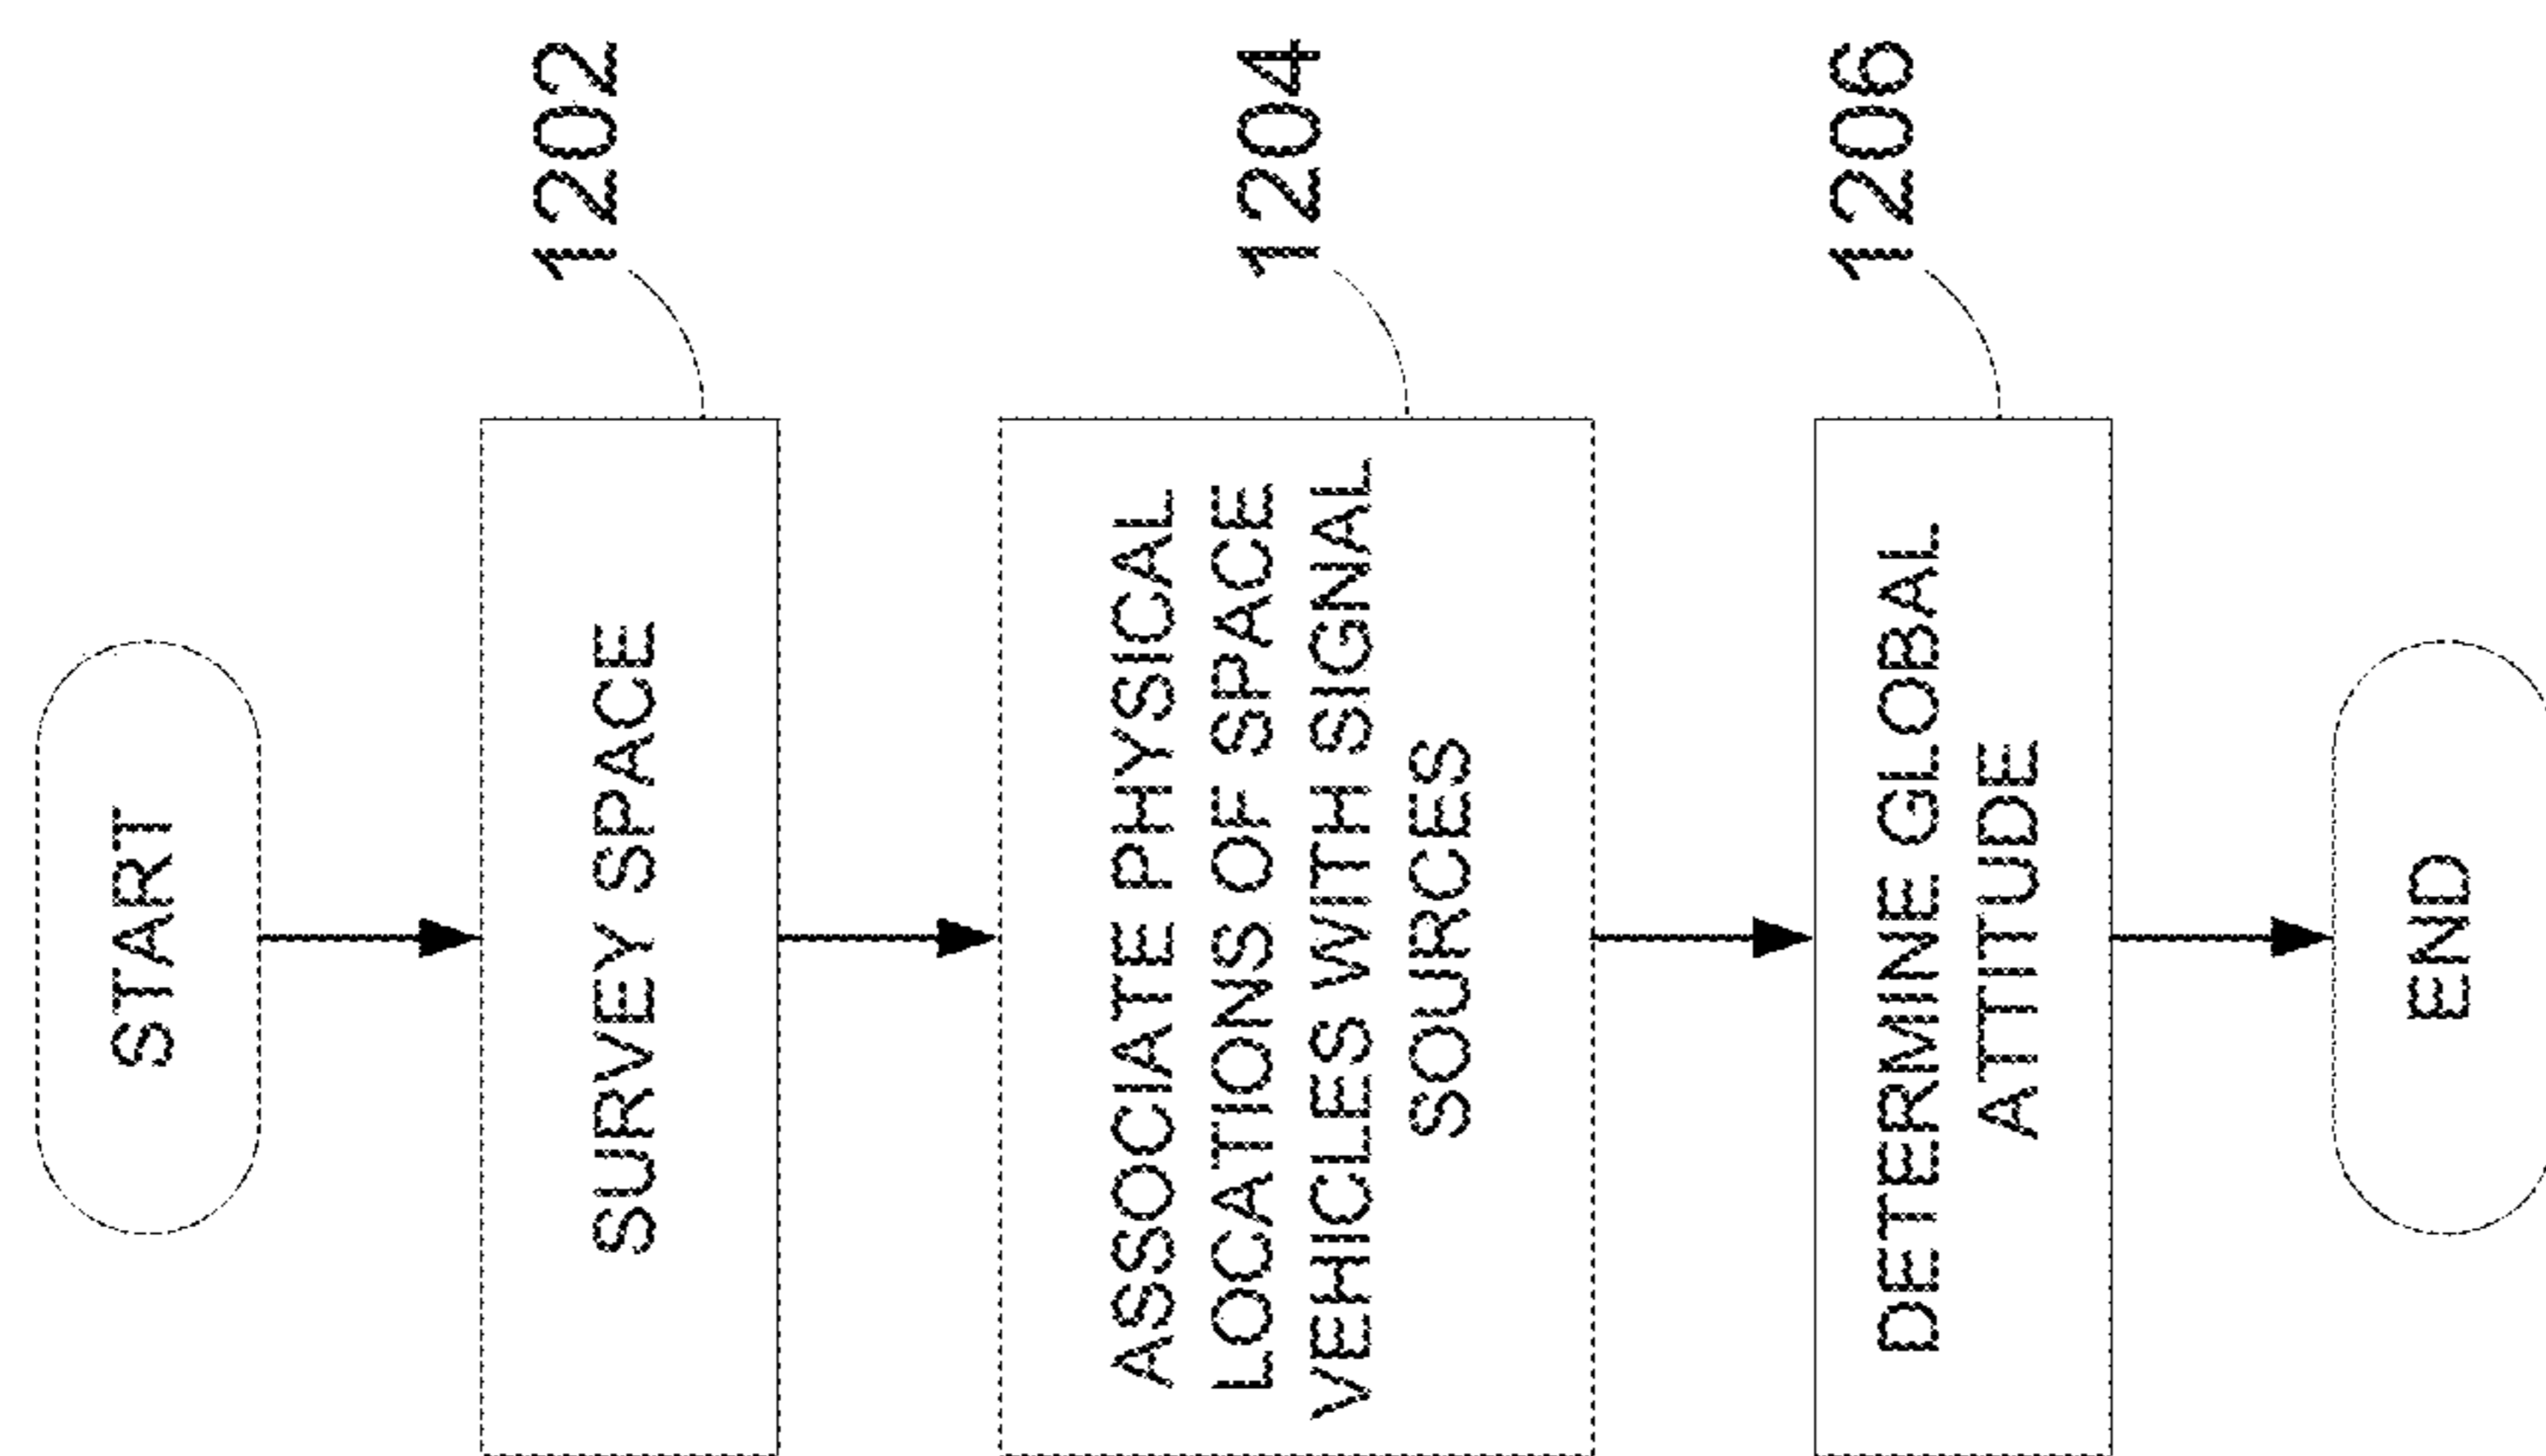 START
SURVEY SPACE
1202
ASSOCIATE PHYSICAL
LOCATIONS OF SPACE
VEHICLES WITH SIGNAL
SOURCES
1204
DETERMINE GLOBAL
ATTITUDE
1206
END